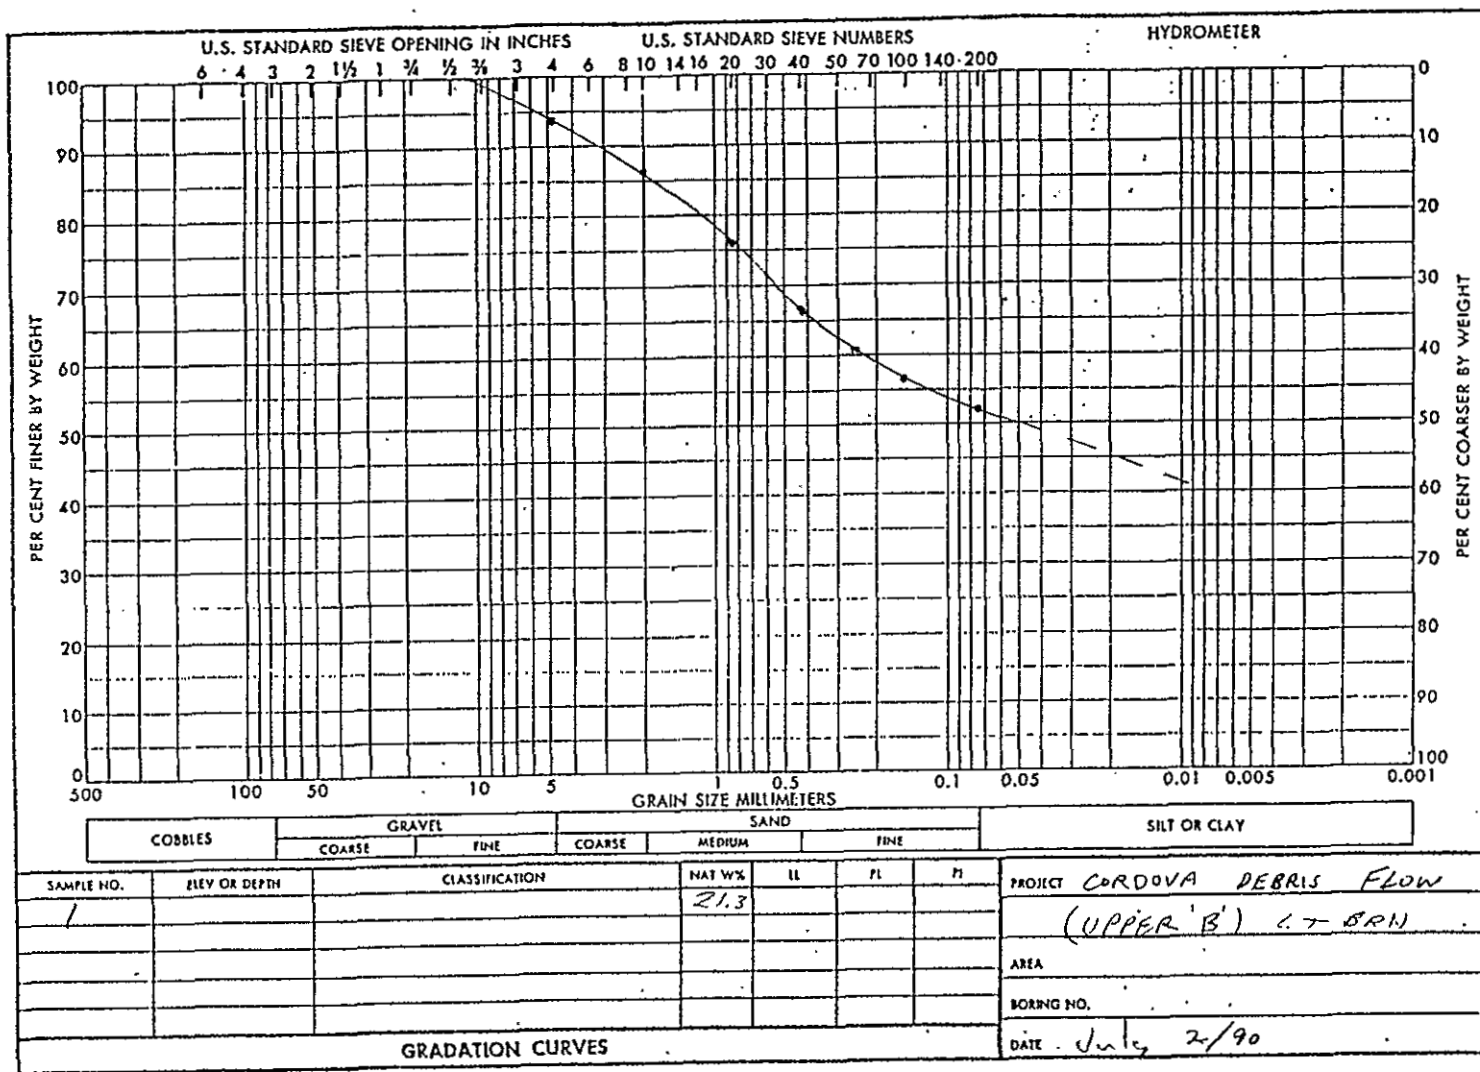 U.S. STANDARD SIEVE OPENING IN INCHES U.S. STANDARD SIEVE NUMBERS HYDROMETER
6 4 3 2 1½ 1 ¾ ½ ⅜ 3 4 6 8 10 14 16 20 30 40 50 70 100 140 200
100 0
90 10
80 20
70 30
60 40
50 50
40 60
30 70
20 80
10 90
0 100
PER CENT FINER BY WEIGHT
PER CENT COARSER BY WEIGHT
500 100 50 10 5 1 0.5 0.1 0.05 0.01 0.005 0.001
GRAIN SIZE MILLIMETERS
COBBLES GRAVEL SAND SILT OR CLAY
COARSE FINE COARSE MEDIUM FINE
SAMPLE NO. ELEV OR DEPTH CLASSIFICATION NAT W% LL PL PI
1 21.3
PROJECT CORDOVA DEBRIS FLOW
(UPPER 'B') LT BRN
AREA
BORING NO.
DATE July 2/90
GRADATION CURVES